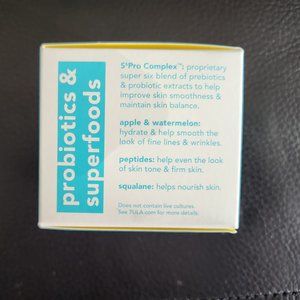 probiotics &
superfoods
S⁶Pro Complex™: proprietary
super six blend of prebiotics
& probiotic extracts to help
improve skin smoothness &
maintain skin balance.
apple & watermelon:
hydrate & help smooth the
look of fine lines & wrinkles.
peptides: help even the look
of skin tone & firm skin.
squalane: helps nourish skin.
Does not contain live cultures.
See TULA.com for more details.